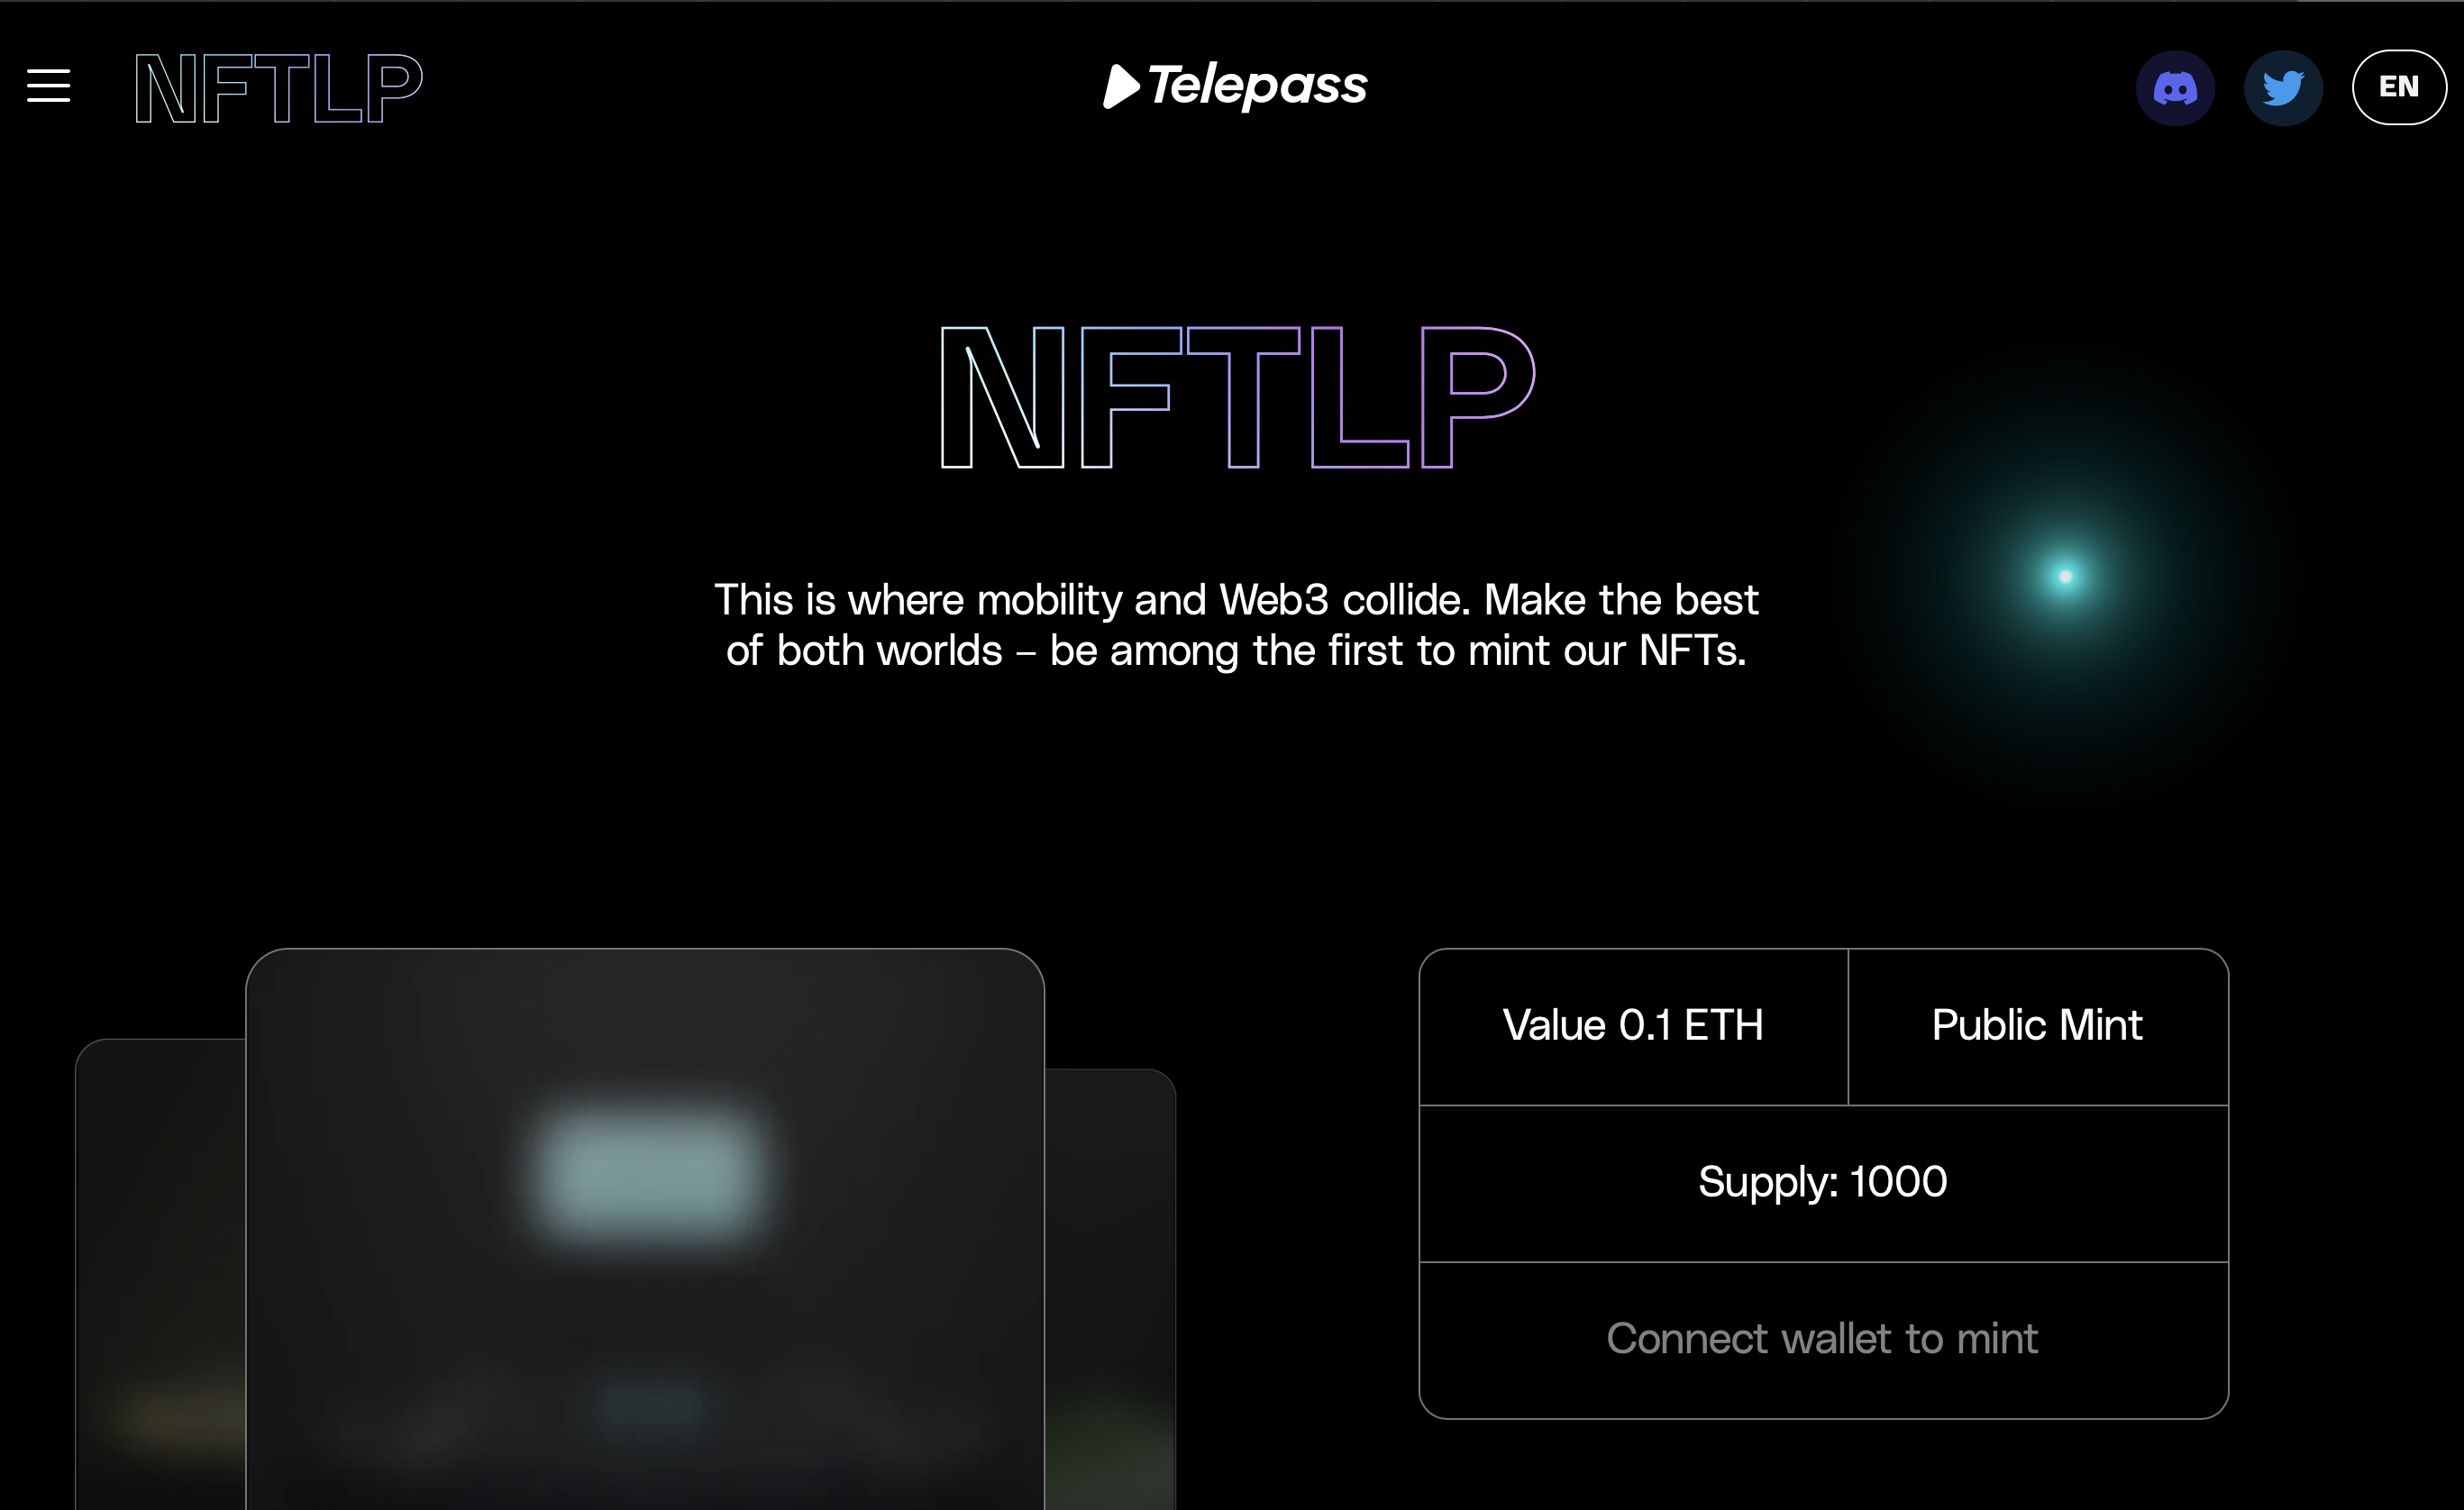 NFTLP
Telepass
EN
NFTLP
This is where mobility and Web3 collide. Make the best
of both worlds – be among the first to mint our NFTs.
Value 0.1 ETH
Public Mint
Supply: 1000
Connect wallet to mint